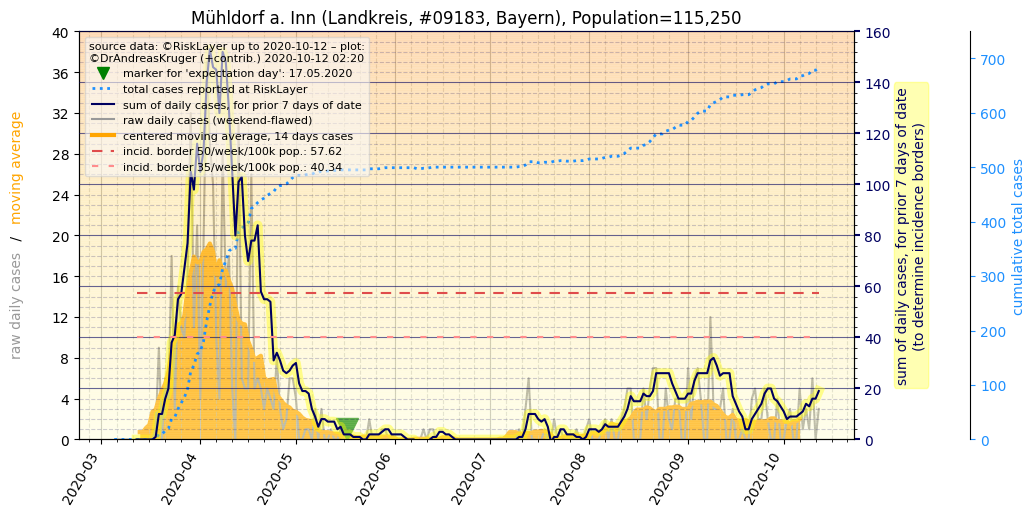 Mühldorf a. Inn (Landkreis, #09183, Bayern), Population=115,250
source data: ©RiskLayer up to 2020-10-12 – plot:
©DrAndreasKruger (+contrib.) 2020-10-12 02:20
marker for 'expectation day': 17.05.2020
total cases reported at RiskLayer
sum of daily cases, for prior 7 days of date
raw daily cases (weekend-flawed)
centered moving average, 14 days cases
incid. border 50/week/100k pop.: 57.62
incid. border 35/week/100k pop.: 40.34
raw daily cases / moving average
40
36
32
28
24
20
16
12
8
4
0
160
140
120
100
80
60
40
20
0
sum of daily cases, for prior 7 days of date
(to determine incidence borders)
700
600
500
400
300
200
100
0
cumulative total cases
2020-03
2020-04
2020-05
2020-06
2020-07
2020-08
2020-09
2020-10